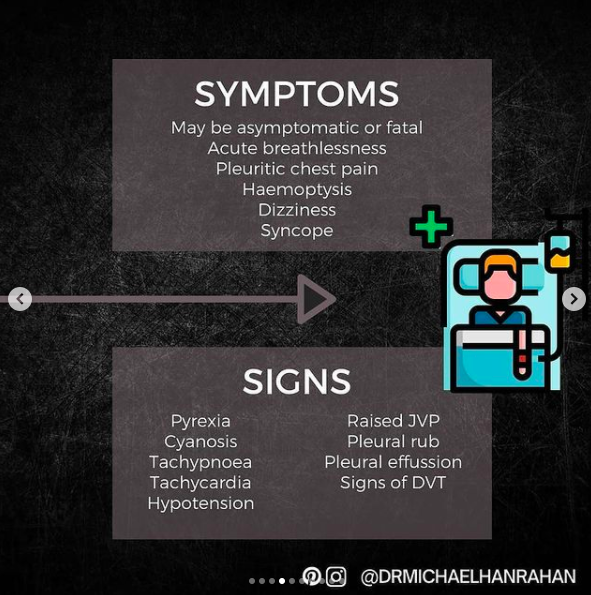 SYMPTOMS
May be asymptomatic or fatal
Acute breathlessness
Pleuritic chest pain
Haemoptysis
Dizziness
Syncope
SIGNS
Pyrexia
Cyanosis
Tachypnoea
Tachycardia
Hypotension
Raised JVP
Pleural rub
Pleural effussion
Signs of DVT
@DRMICHAELHANRAHAN